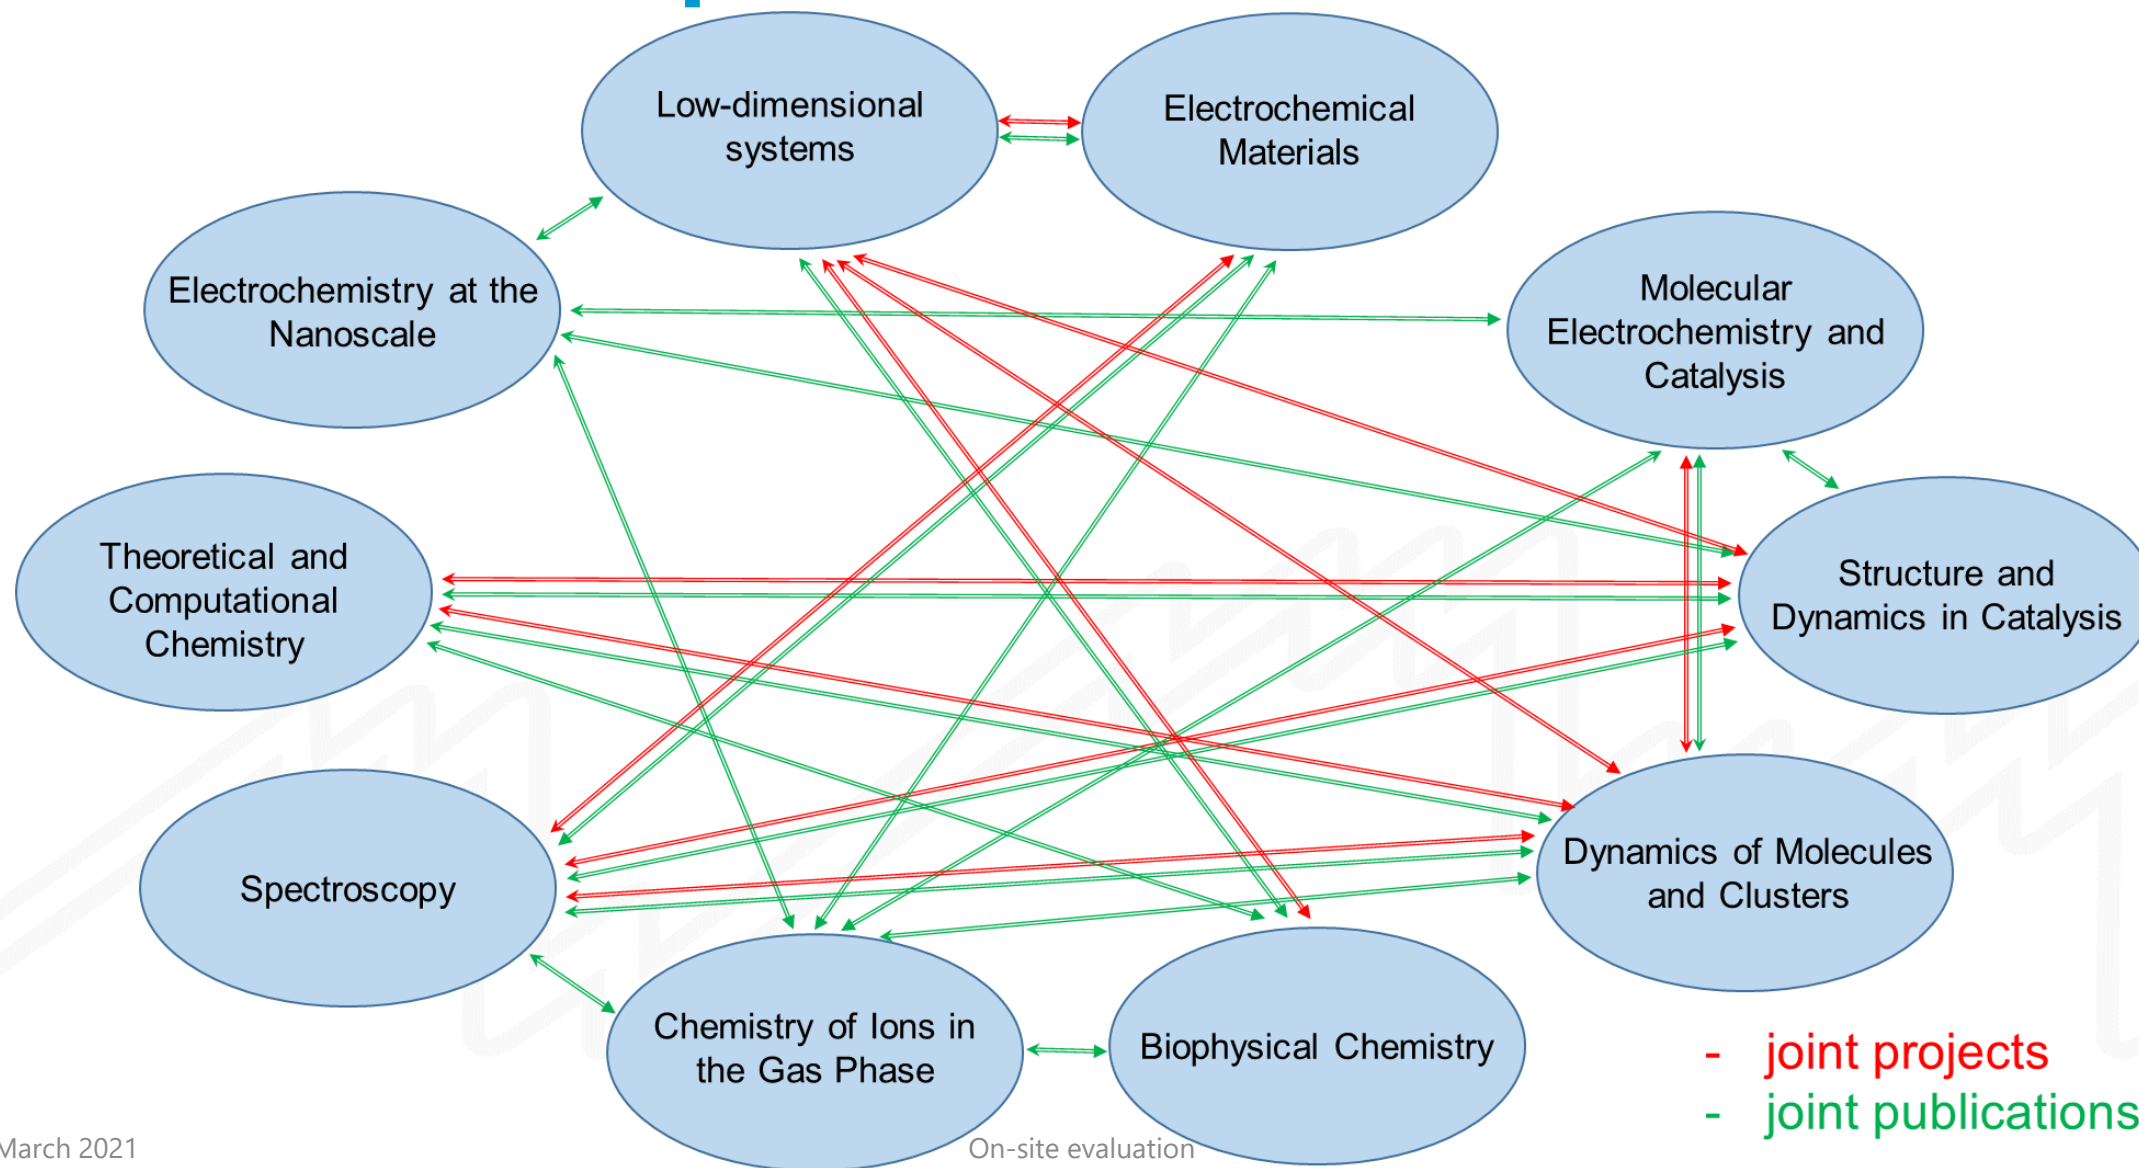 Low-dimensional
systems
Electrochemical
Materials
Electrochemistry at the
Nanoscale
Molecular
Electrochemistry and
Catalysis
Theoretical and
Computational
Chemistry
Structure and
Dynamics in Catalysis
Spectroscopy
Dynamics of Molecules
and Clusters
Chemistry of Ions in
the Gas Phase
Biophysical Chemistry
- joint projects
- joint publications
March 2021
On-site evaluation